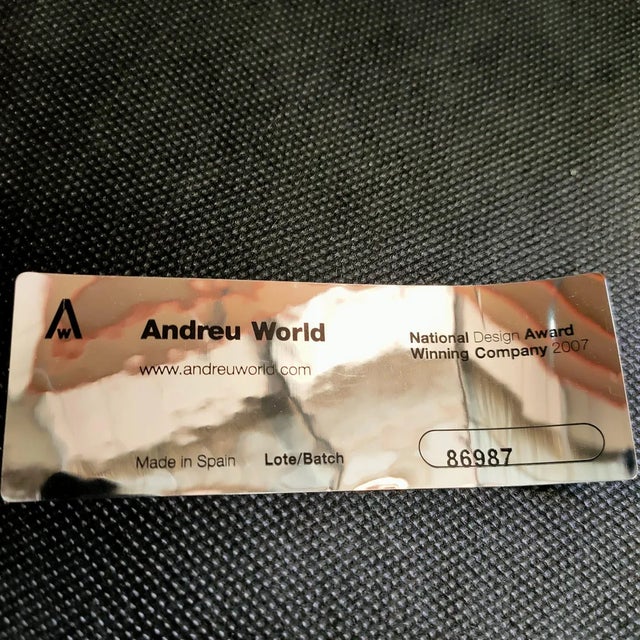 AW
Andreu World
www.andreuworld.com
National Design Award
Winning Company 2007
Made in Spain Lote/Batch 86987